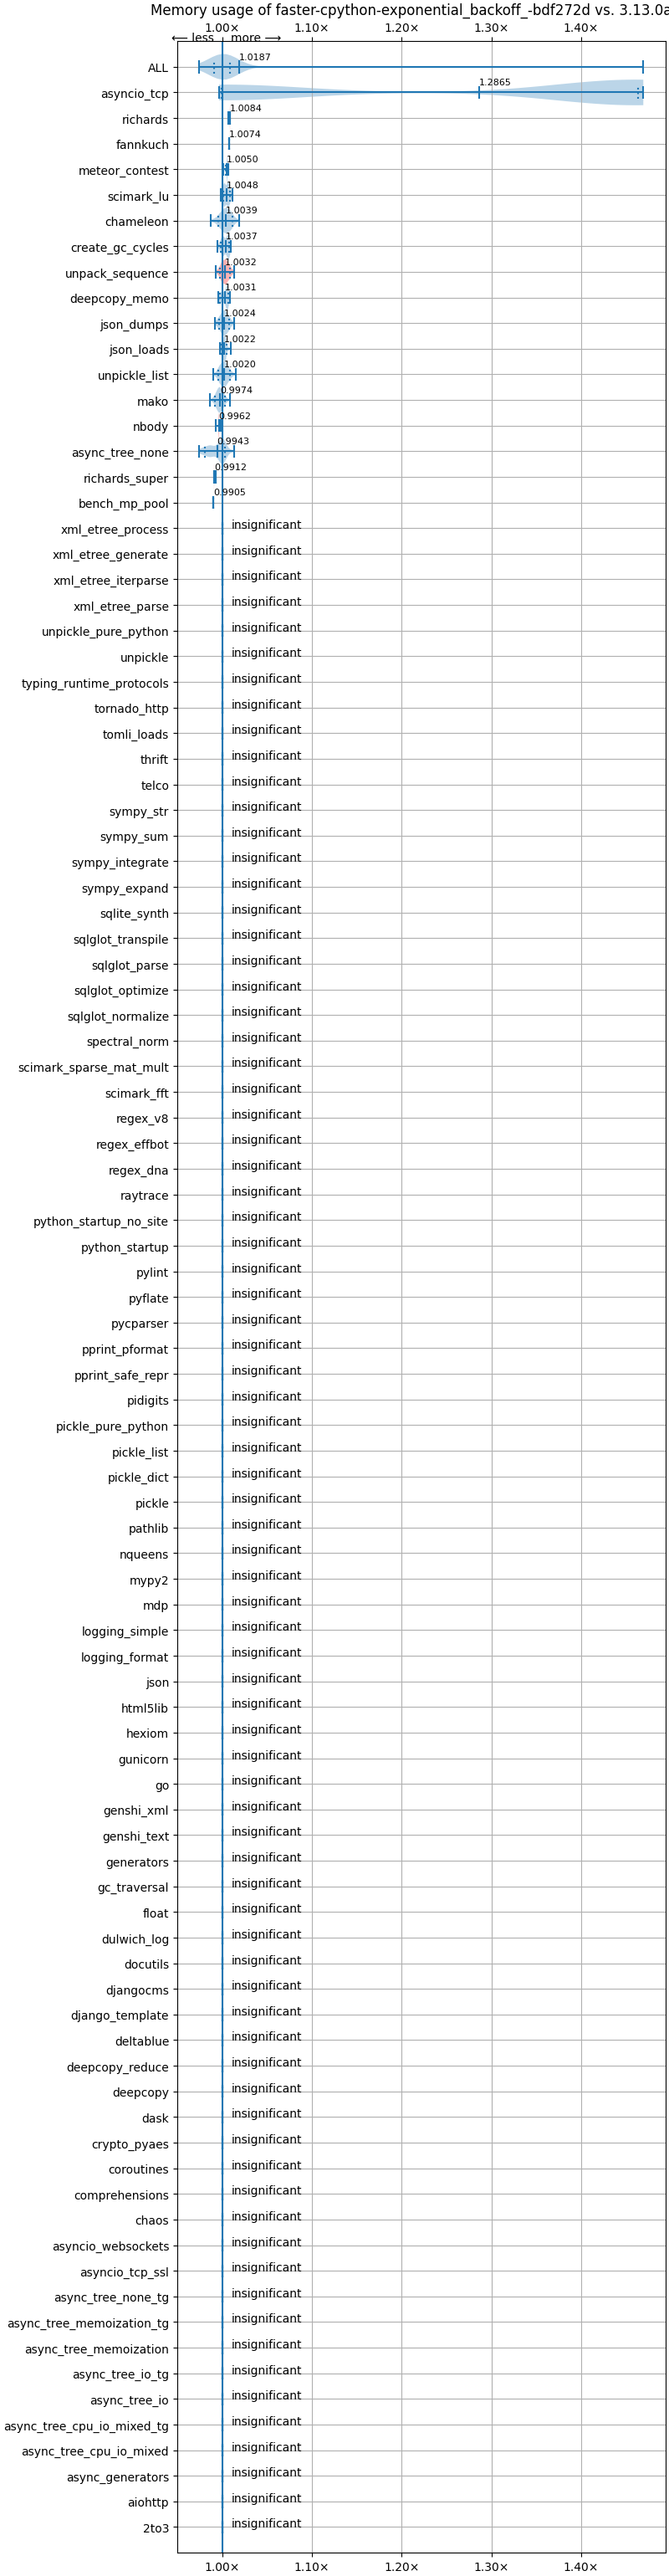 Memory usage of faster-cpython-exponential_backoff_-bdf272d vs. 3.13.0a
1.00× 1.10× 1.20× 1.30× 1.40×
⟵ less more ⟶
ALL 1.0187
asyncio_tcp 1.2865
richards 1.0084
fannkuch 1.0074
meteor_contest 1.0050
scimark_lu 1.0048
chameleon 1.0039
create_gc_cycles 1.0037
unpack_sequence 1.0032
deepcopy_memo 1.0031
json_dumps 1.0024
json_loads 1.0022
unpickle_list 1.0020
mako 0.9974
nbody 0.9962
async_tree_none 0.9943
richards_super 0.9912
bench_mp_pool 0.9905
xml_etree_process insignificant
xml_etree_generate insignificant
xml_etree_iterparse insignificant
xml_etree_parse insignificant
unpickle_pure_python insignificant
unpickle insignificant
typing_runtime_protocols insignificant
tornado_http insignificant
tomli_loads insignificant
thrift insignificant
telco insignificant
sympy_str insignificant
sympy_sum insignificant
sympy_integrate insignificant
sympy_expand insignificant
sqlite_synth insignificant
sqlglot_transpile insignificant
sqlglot_parse insignificant
sqlglot_optimize insignificant
sqlglot_normalize insignificant
spectral_norm insignificant
scimark_sparse_mat_mult insignificant
scimark_fft insignificant
regex_v8 insignificant
regex_effbot insignificant
regex_dna insignificant
raytrace insignificant
python_startup_no_site insignificant
python_startup insignificant
pylint insignificant
pyflate insignificant
pycparser insignificant
pprint_pformat insignificant
pprint_safe_repr insignificant
pidigits insignificant
pickle_pure_python insignificant
pickle_list insignificant
pickle_dict insignificant
pickle insignificant
pathlib insignificant
nqueens insignificant
mypy2 insignificant
mdp insignificant
logging_simple insignificant
logging_format insignificant
json insignificant
html5lib insignificant
hexiom insignificant
gunicorn insignificant
go insignificant
genshi_xml insignificant
genshi_text insignificant
generators insignificant
gc_traversal insignificant
float insignificant
dulwich_log insignificant
docutils insignificant
djangocms insignificant
django_template insignificant
deltablue insignificant
deepcopy_reduce insignificant
deepcopy insignificant
dask insignificant
crypto_pyaes insignificant
coroutines insignificant
comprehensions insignificant
chaos insignificant
asyncio_websockets insignificant
asyncio_tcp_ssl insignificant
async_tree_none_tg insignificant
async_tree_memoization_tg insignificant
async_tree_memoization insignificant
async_tree_io_tg insignificant
async_tree_io insignificant
async_tree_cpu_io_mixed_tg insignificant
async_tree_cpu_io_mixed insignificant
async_generators insignificant
aiohttp insignificant
2to3 insignificant
1.00× 1.10× 1.20× 1.30× 1.40×